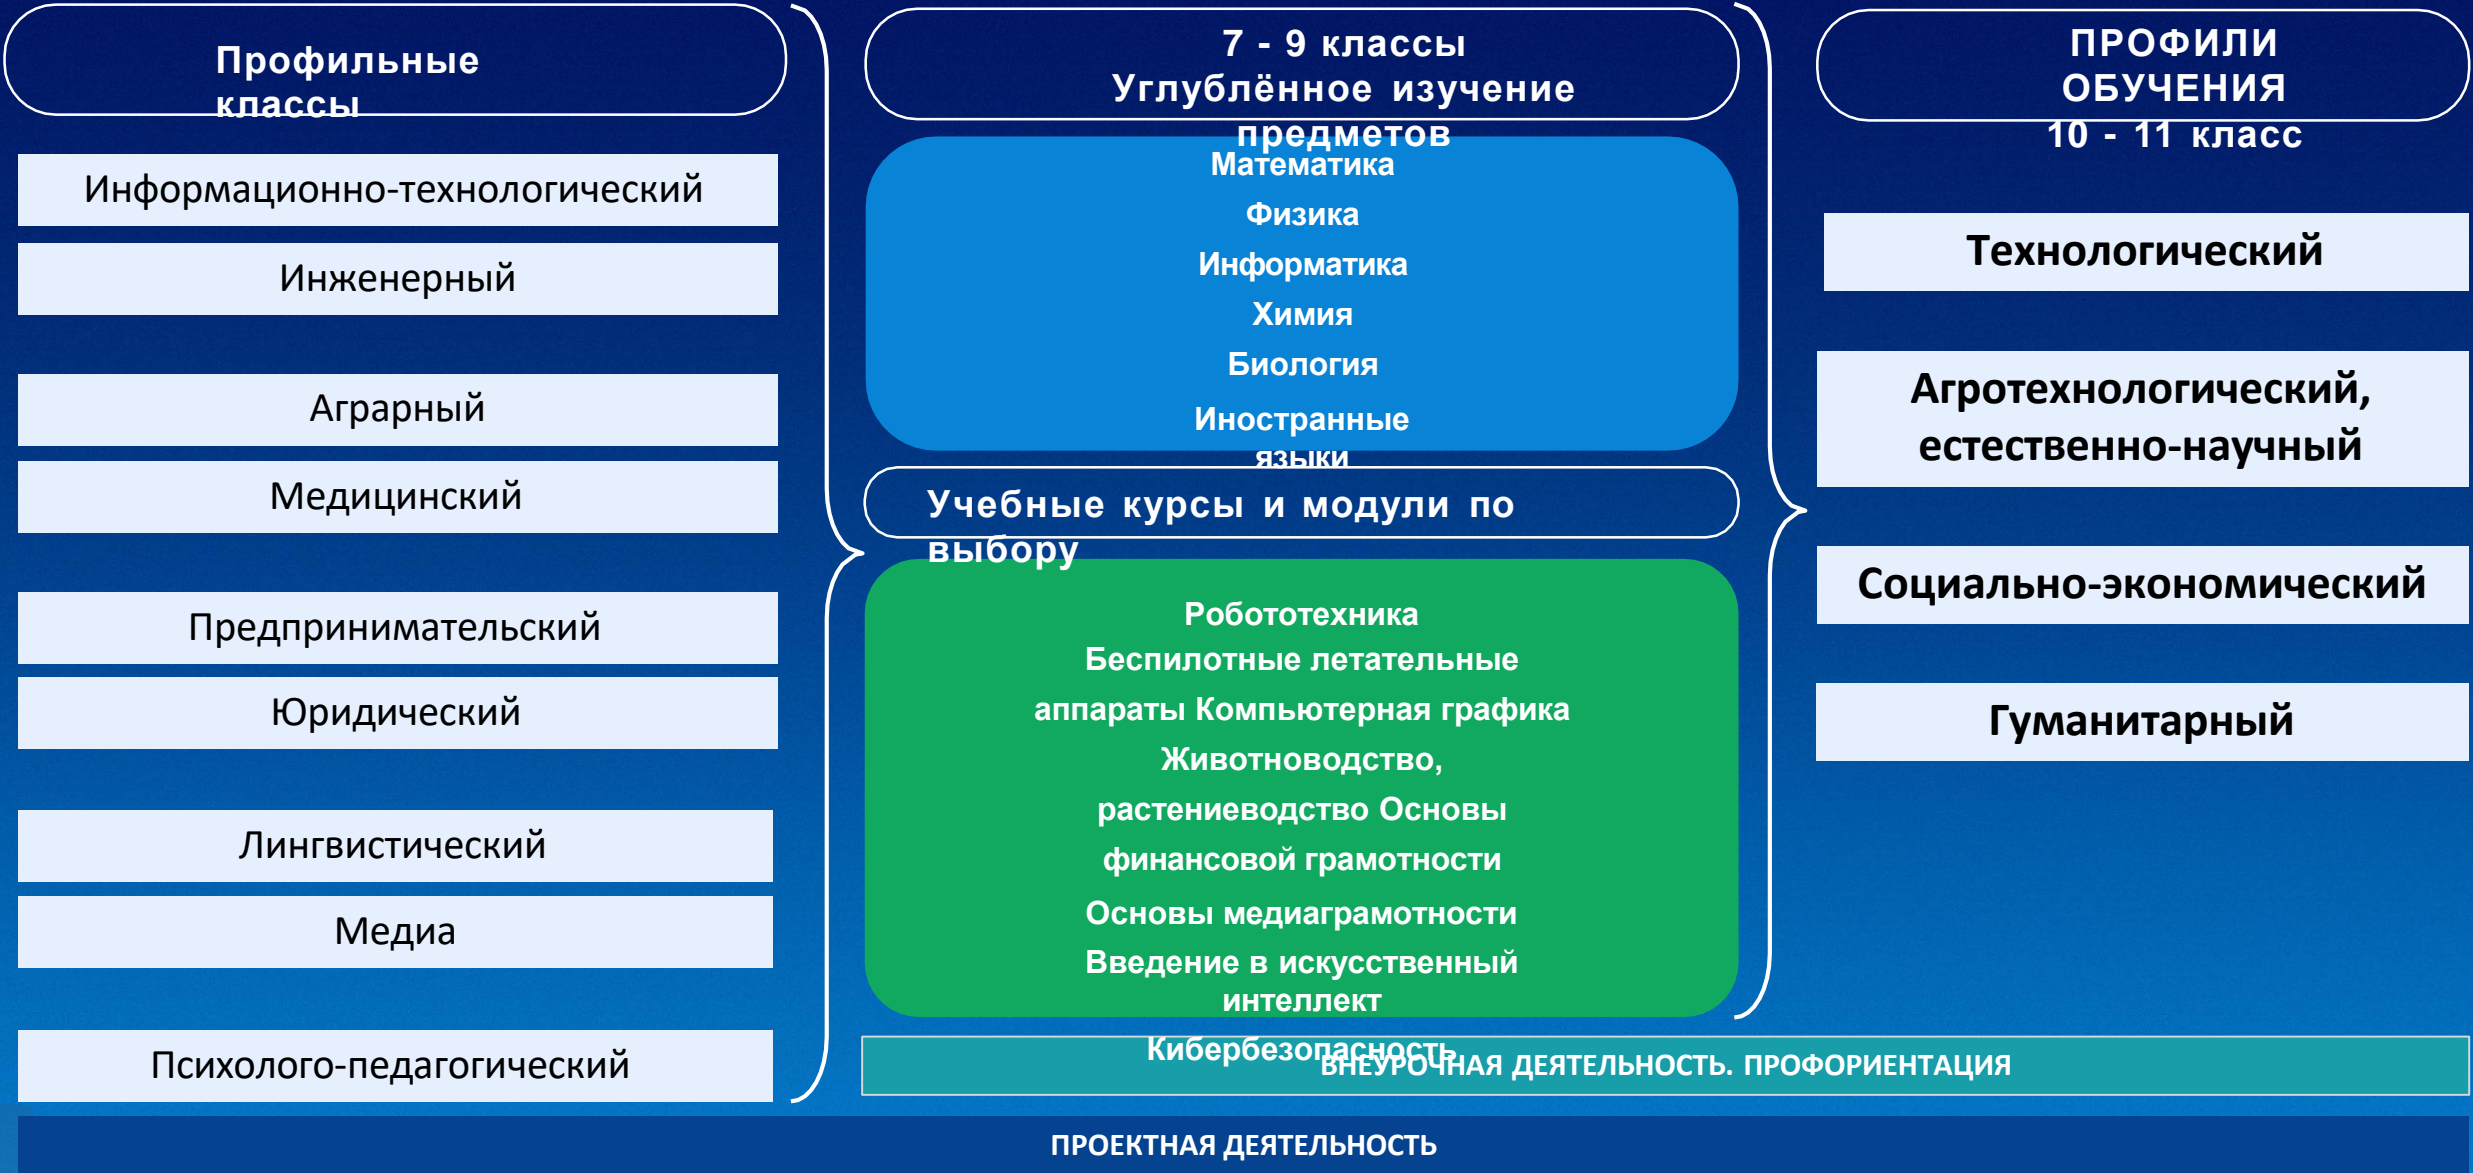 Профильные
классы
Информационно-технологический
Инженерный
Аграрный
Медицинский
Предпринимательский
Юридический
Лингвистический
Медиа
Психолого-педагогический
7 - 9 классы
Углублённое изучение
предметов
Математика
Физика
Информатика
Химия
Биология
Иностранные
языки
Учебные курсы и модули по
выбору
Робототехника
Беспилотные летательные
аппараты Компьютерная графика
Животноводство,
растениеводство Основы
финансовой грамотности
Основы медиаграмотности
Введение в искусственный
интеллект
Кибербезопасность
ПРОФИЛИ
ОБУЧЕНИЯ
10 - 11 класс
Технологический
Агротехнологический,
естественно-научный
Социально-экономический
Гуманитарный
ВНЕУРОЧНАЯ ДЕЯТЕЛЬНОСТЬ. ПРОФОРИЕНТАЦИЯ
ПРОЕКТНАЯ ДЕЯТЕЛЬНОСТЬ